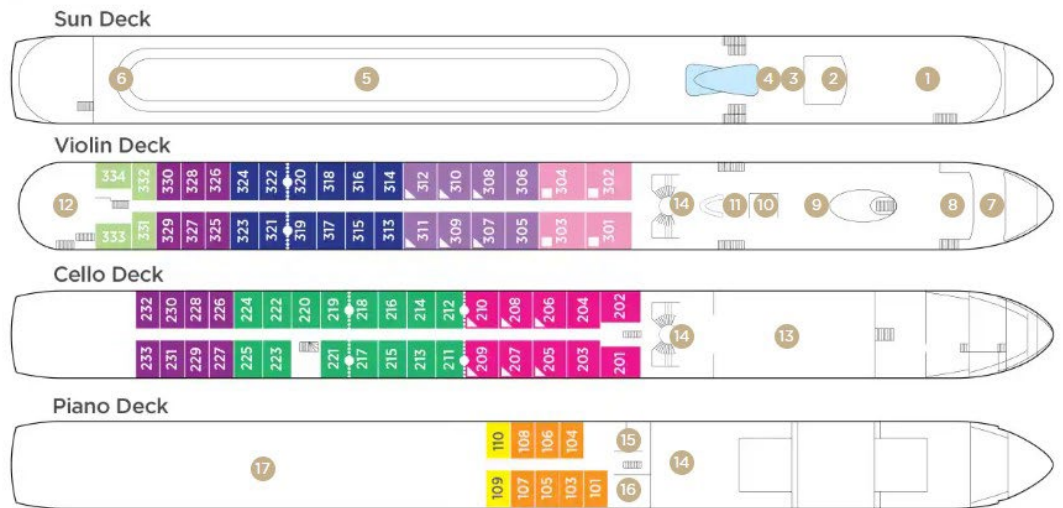 Sun Deck
6 5 4 3 2 1
Violin Deck
334 332 330 328 326 324 322 320 318 316 314 312 310 308 306 304 302
12 14 11 10 9 8 7
333 331 329 327 325 323 321 319 317 315 313 311 309 307 305 303 301
Cello Deck
232 230 228 226 224 222 220 219 218 216 214 212 210 208 206 204 202
14 13
233 231 229 227 225 223 221 217 215 213 211 209 207 205 203 201
Piano Deck
110 108 106 104 15
17 14
109 107 105 103 101 16